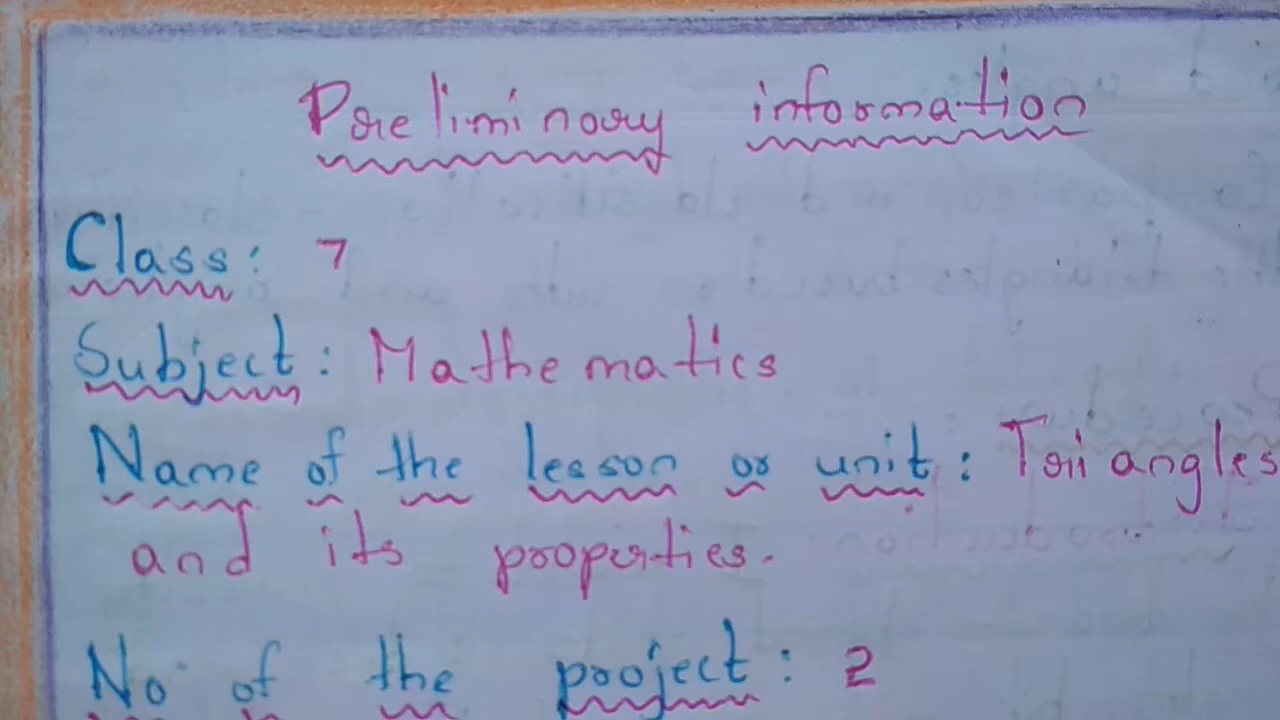 Preliminary information
Class: 7
Subject: Mathematics
Name of the lesson or unit: Triangles
and its properties.
No of the project: 2